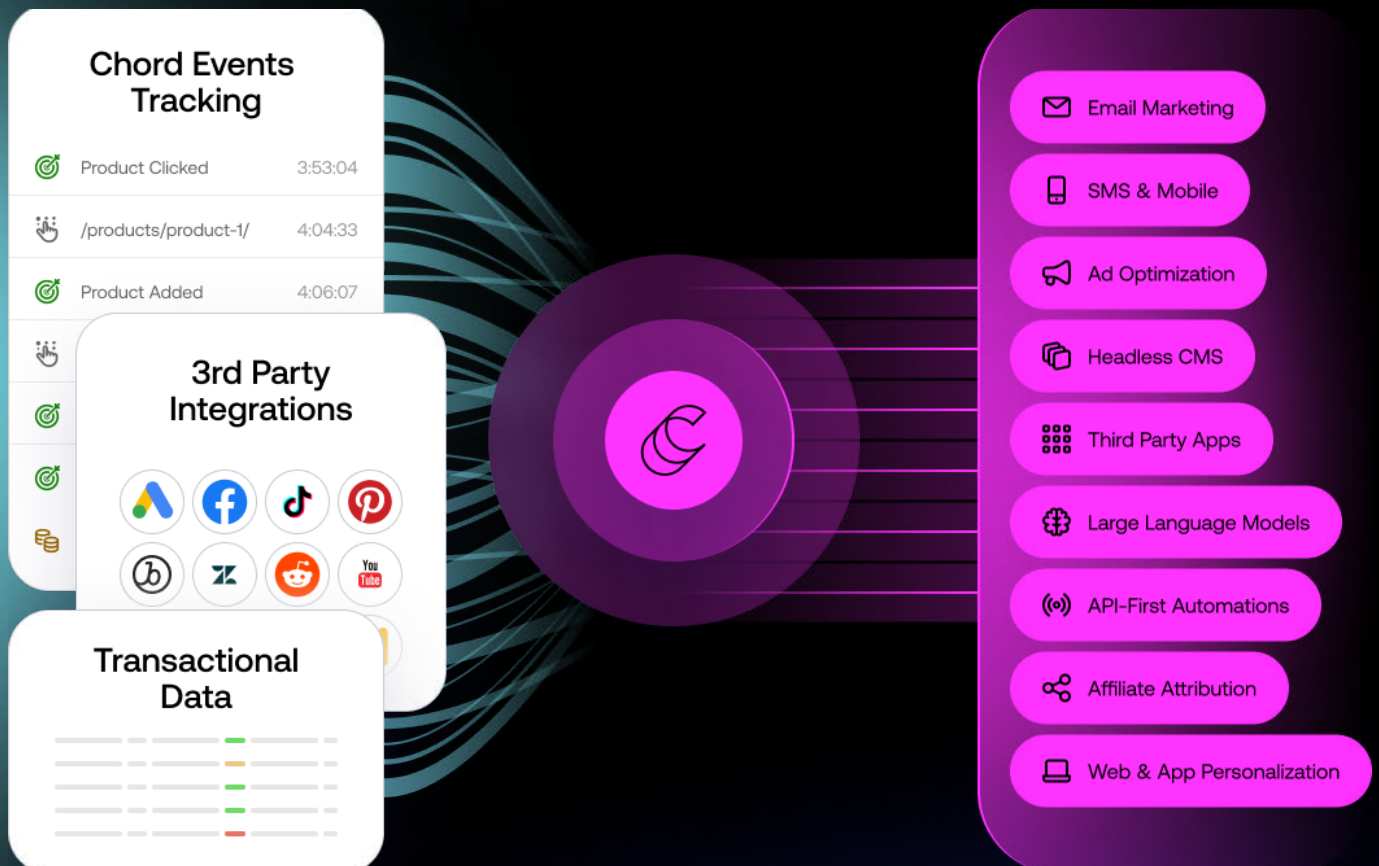 Chord Events
Tracking
Product Clicked 3:53:04
/products/product-1/ 4:04:33
Product Added 4:06:07
3rd Party
Integrations
You
Tube
Transactional
Data
Email Marketing
SMS & Mobile
Ad Optimization
Headless CMS
Third Party Apps
Large Language Models
API-First Automations
Affiliate Attribution
Web & App Personalization